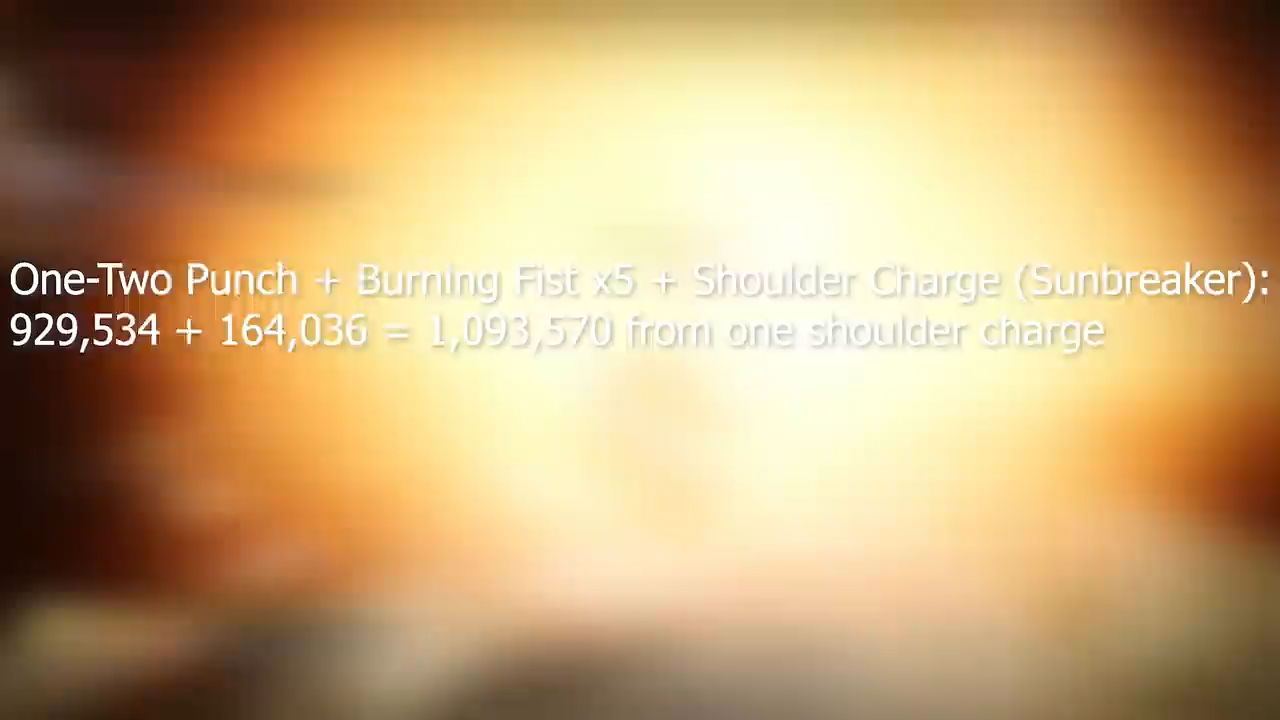 One-Two Punch + Burning Fist x5 + Shoulder Charge (Sunbreaker):
929,534 + 164,036 = 1,093,570 from one shoulder charge